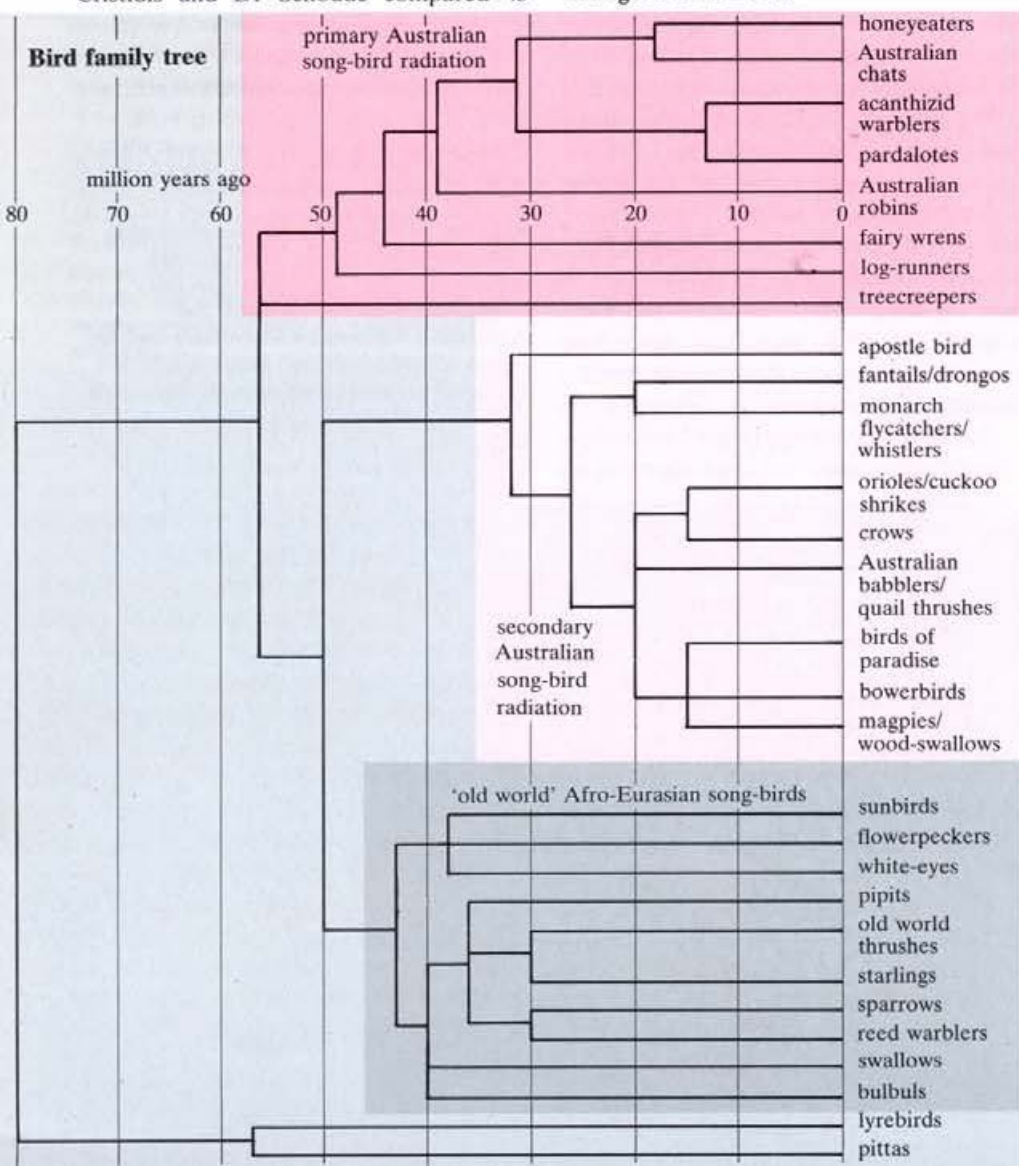 Bird family tree
primary Australian
song-bird radiation
million years ago
80 70 60 50 40 30 20 10 0
honeyeaters
Australian
chats
acanthizid
warblers
pardalotes
Australian
robins
fairy wrens
log-runners
treecreepers
apostle bird
fantails/drongos
monarch
flycatchers/
whistlers
orioles/cuckoo
shrikes
crows
Australian
babblers/
quail thrushes
birds of
paradise
bowerbirds
magpies/
wood-swallows
secondary
Australian
song-bird
radiation
'old world' Afro-Eurasian song-birds
sunbirds
flowerpeckers
white-eyes
pipits
old world
thrushes
starlings
sparrows
reed warblers
swallows
bulbuls
lyrebirds
pittas